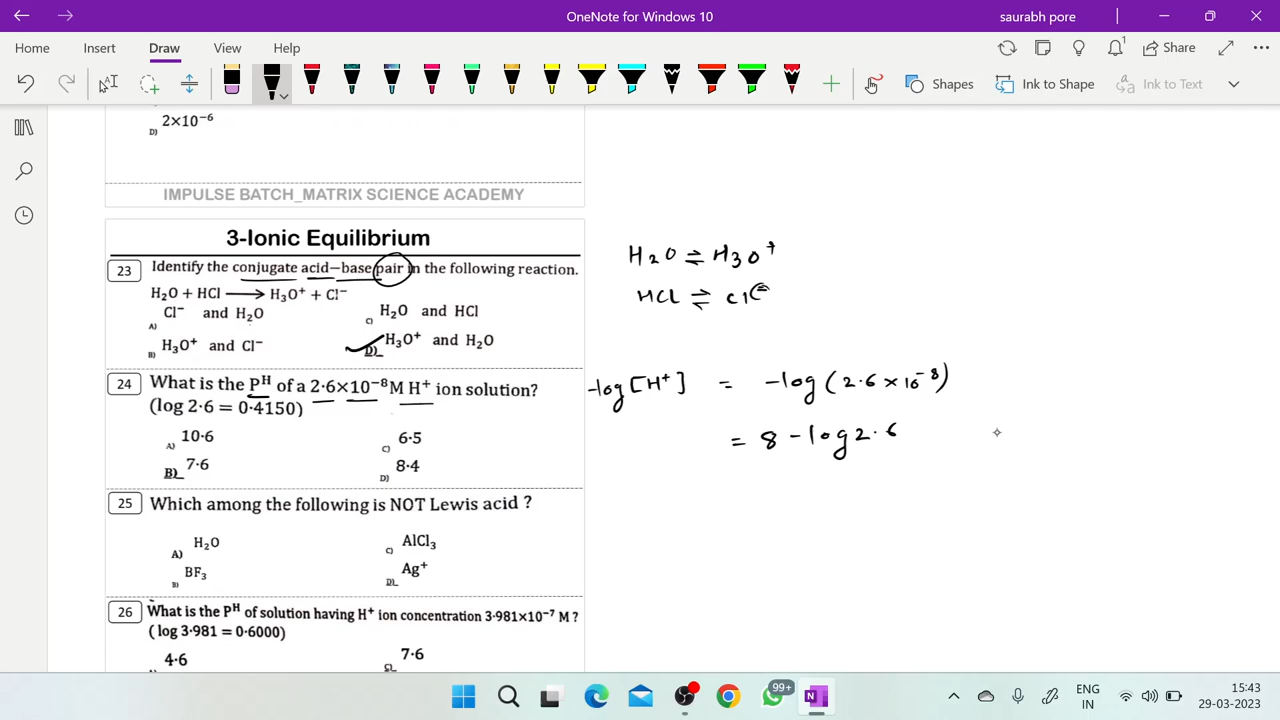 OneNote for Windows 10
saurabh pore
Home Insert Draw View Help
Share
Shapes
Ink to Shape
Ink to Text
D) 2×10⁻⁶
IMPULSE BATCH_MATRIX SCIENCE ACADEMY
3-Ionic Equilibrium
23 Identify the conjugate acid–base pair in the following reaction.
H₂O + HCl ⟶ H₃O⁺ + Cl⁻
A) Cl⁻ and H₂O
C) H₂O and HCl
B) H₃O⁺ and Cl⁻
D) H₃O⁺ and H₂O
24 What is the Pᴴ of a 2·6×10⁻⁸M H⁺ ion solution?
(log 2·6 = 0·4150)
A) 10·6
C) 6·5
B) 7·6
D) 8·4
25 Which among the following is NOT Lewis acid ?
A) H₂O
C) AlCl₃
B) BF₃
D) Ag⁺
26 What is the Pᴴ of solution having H⁺ ion concentration 3·981×10⁻⁷ M ?
( log 3·981 = 0·6000)
4·6
C) 7·6
H₂O ⇌ H₃O⁺
HCl ⇌ Cl⊖
-log[H⁺] = -log(2·6×10⁻⁸)
= 8 - log 2·6
99+
ENG
IN
15:43
29-03-2023